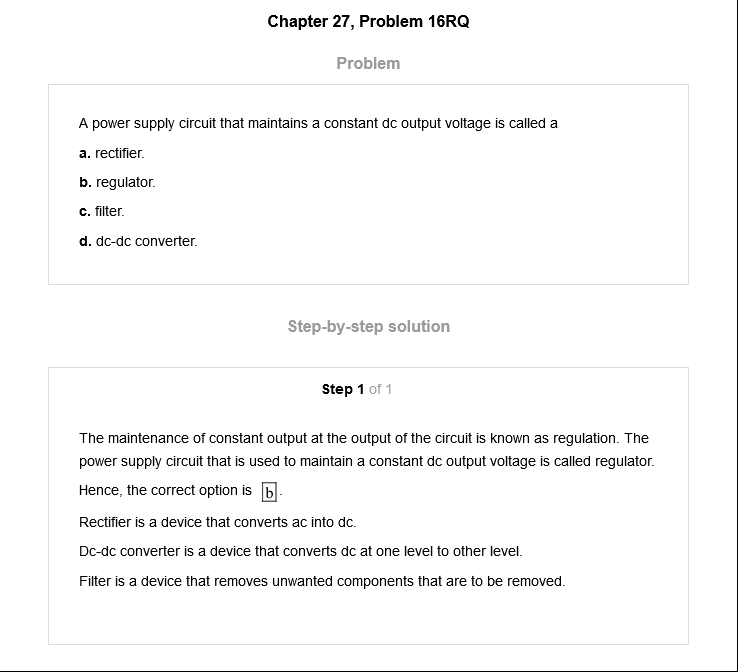 Chapter 27, Problem 16RQ
Problem
A power supply circuit that maintains a constant dc output voltage is called a
a. rectifier.
b. regulator.
c. filter.
d. dc-dc converter.
Step-by-step solution
Step 1 of 1
The maintenance of constant output at the output of the circuit is known as regulation. The
power supply circuit that is used to maintain a constant dc output voltage is called regulator.
Hence, the correct option is b.
Rectifier is a device that converts ac into dc.
Dc-dc converter is a device that converts dc at one level to other level.
Filter is a device that removes unwanted components that are to be removed.